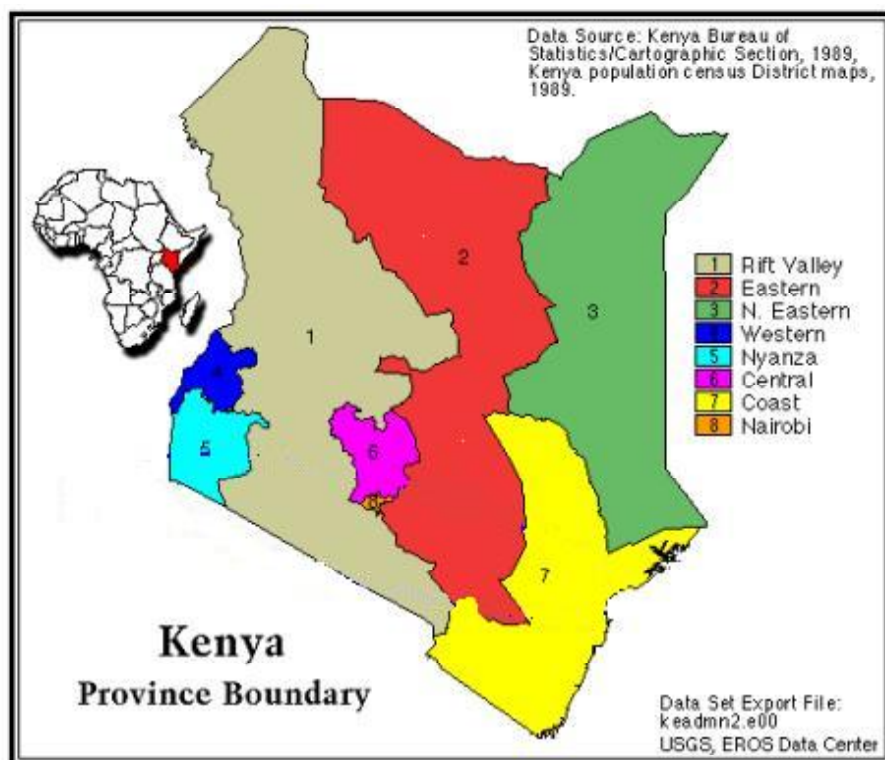 Data Source: Kenya Bureau of
Statistics/Cartographic Section, 1989,
Kenya population census District maps,
1989.
2
3
1
4
5
6
8
7
1 Rift Valley
2 Eastern
3 N. Eastern
Western
5 Nyanza
6 Central
7 Coast
8 Nairobi
Kenya
Province Boundary
Data Set Export File:
keadmn2.e00
USGS, EROS Data Center